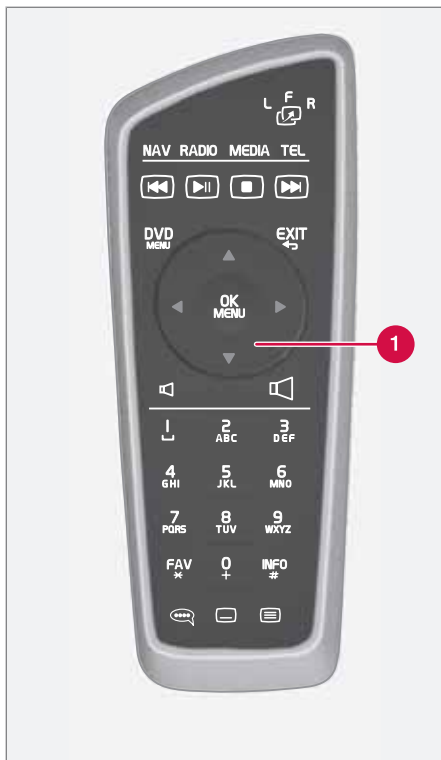 L F R
NAV RADIO MEDIA TEL
DVD EXIT
MENU
OK
MENU
1
1 2 3
ABC DEF
4 5 6
GHI JKL MNO
7 8 9
PQRS TUV WXYZ
FAV 0 INFO
* + #